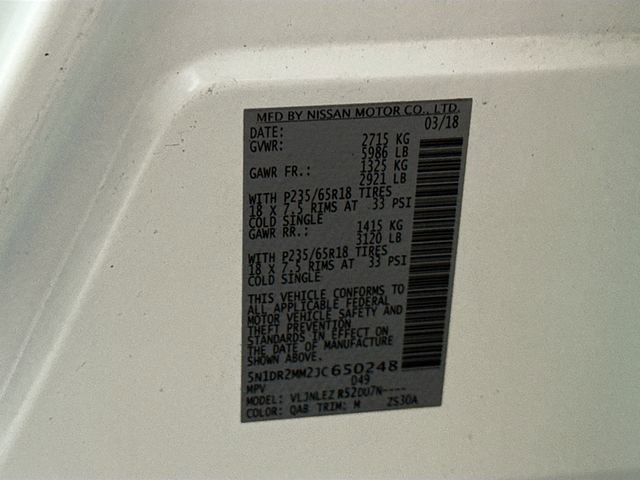 MFD BY NISSAN MOTOR CO., LTD.
DATE: 03/18
GVWR: 2715 KG
5986 LB
GAWR FR.: 1325 KG
2921 LB
WITH P235/65R18 TIRES
18 X 7.5 RIMS AT 33 PSI
COLD SINGLE
GAWR RR.: 1415 KG
3120 LB
WITH P235/65R18 TIRES
18 X 7.5 RIMS AT 33 PSI
COLD SINGLE
THIS VEHICLE CONFORMS TO
ALL APPLICABLE FEDERAL
MOTOR VEHICLE SAFETY AND
THEFT PREVENTION
STANDARDS IN EFFECT ON
THE DATE OF MANUFACTURE
SHOWN ABOVE.
5N1DR2MM2JC650248
MPV 049
MODEL: VLJNLEZ R52DU7N----
COLOR: QAB TRIM: M ZS30A